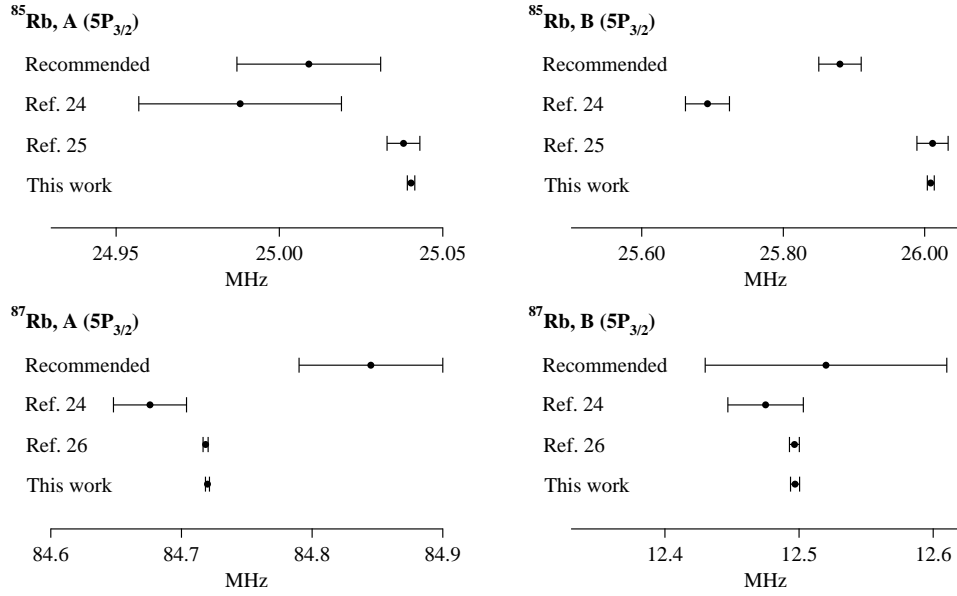 ⁸⁵Rb, A (5P₃/₂)
Recommended
Ref. 24
Ref. 25
This work
24.95 25.00 25.05
MHz
⁸⁵Rb, B (5P₃/₂)
Recommended
Ref. 24
Ref. 25
This work
25.60 25.80 26.00
MHz
⁸⁷Rb, A (5P₃/₂)
Recommended
Ref. 24
Ref. 26
This work
84.6 84.7 84.8 84.9
MHz
⁸⁷Rb, B (5P₃/₂)
Recommended
Ref. 24
Ref. 26
This work
12.4 12.5 12.6
MHz